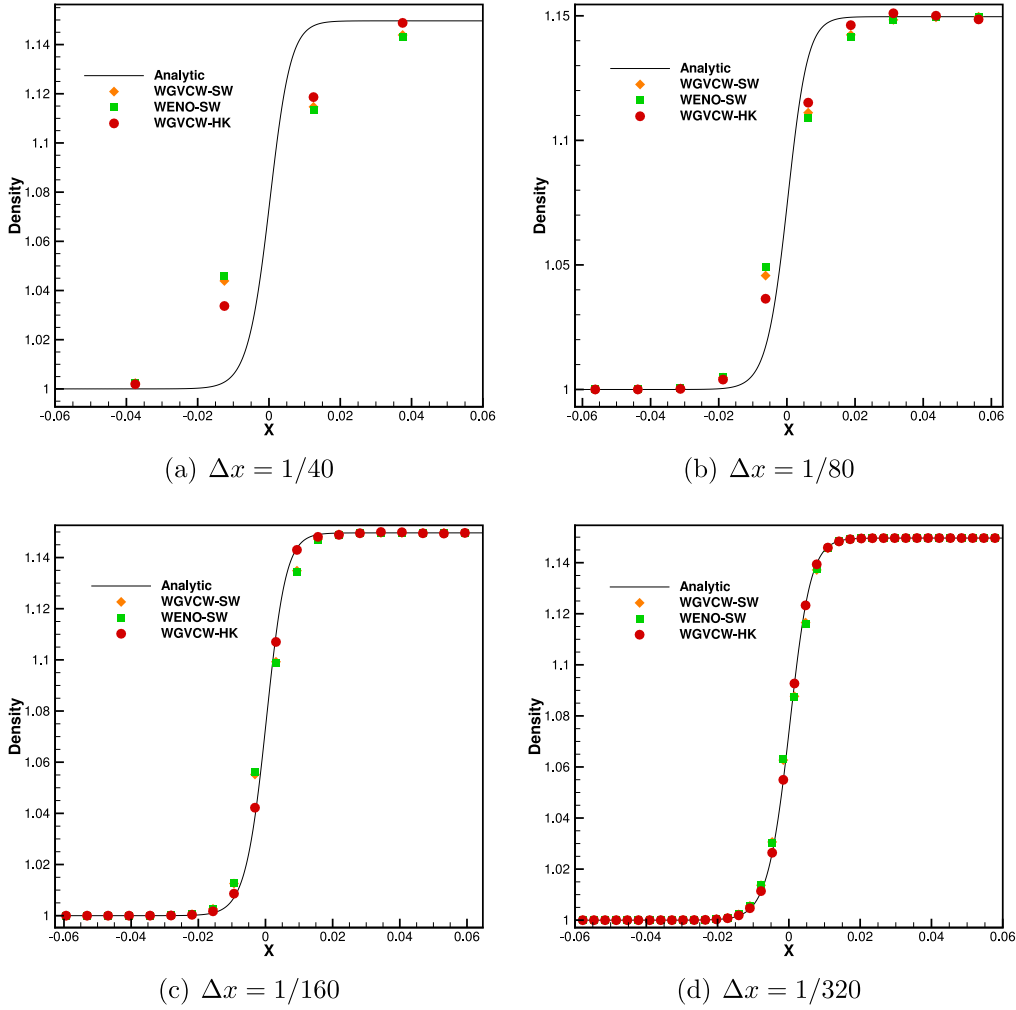 1.14
1.12
1.1
1.08
1.06
1.04
1.02
1
Density
Analytic
WGVCW-SW
WENO-SW
WGVCW-HK
-0.06 -0.04 -0.02 0 0.02 0.04 0.06
X
(a) Δx = 1/40
1.15
1.1
1.05
1
Density
Analytic
WGVCW-SW
WENO-SW
WGVCW-HK
-0.06 -0.04 -0.02 0 0.02 0.04 0.06
X
(b) Δx = 1/80
1.14
1.12
1.1
1.08
1.06
1.04
1.02
1
Density
Analytic
WGVCW-SW
WENO-SW
WGVCW-HK
-0.06 -0.04 -0.02 0 0.02 0.04 0.06
X
(c) Δx = 1/160
1.14
1.12
1.1
1.08
1.06
1.04
1.02
1
Density
Analytic
WGVCW-SW
WENO-SW
WGVCW-HK
-0.06 -0.04 -0.02 0 0.02 0.04 0.06
X
(d) Δx = 1/320